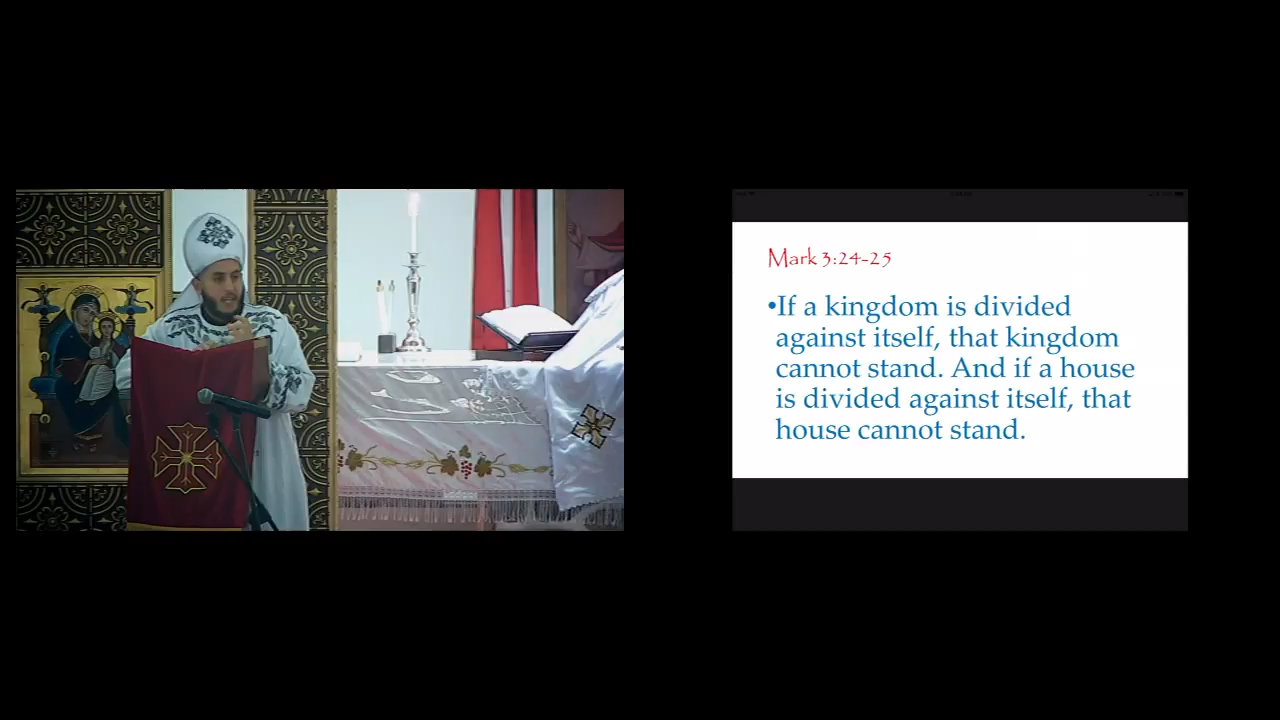 Mark 3:24-25
•If a kingdom is divided
against itself, that kingdom
cannot stand. And if a house
is divided against itself, that
house cannot stand.